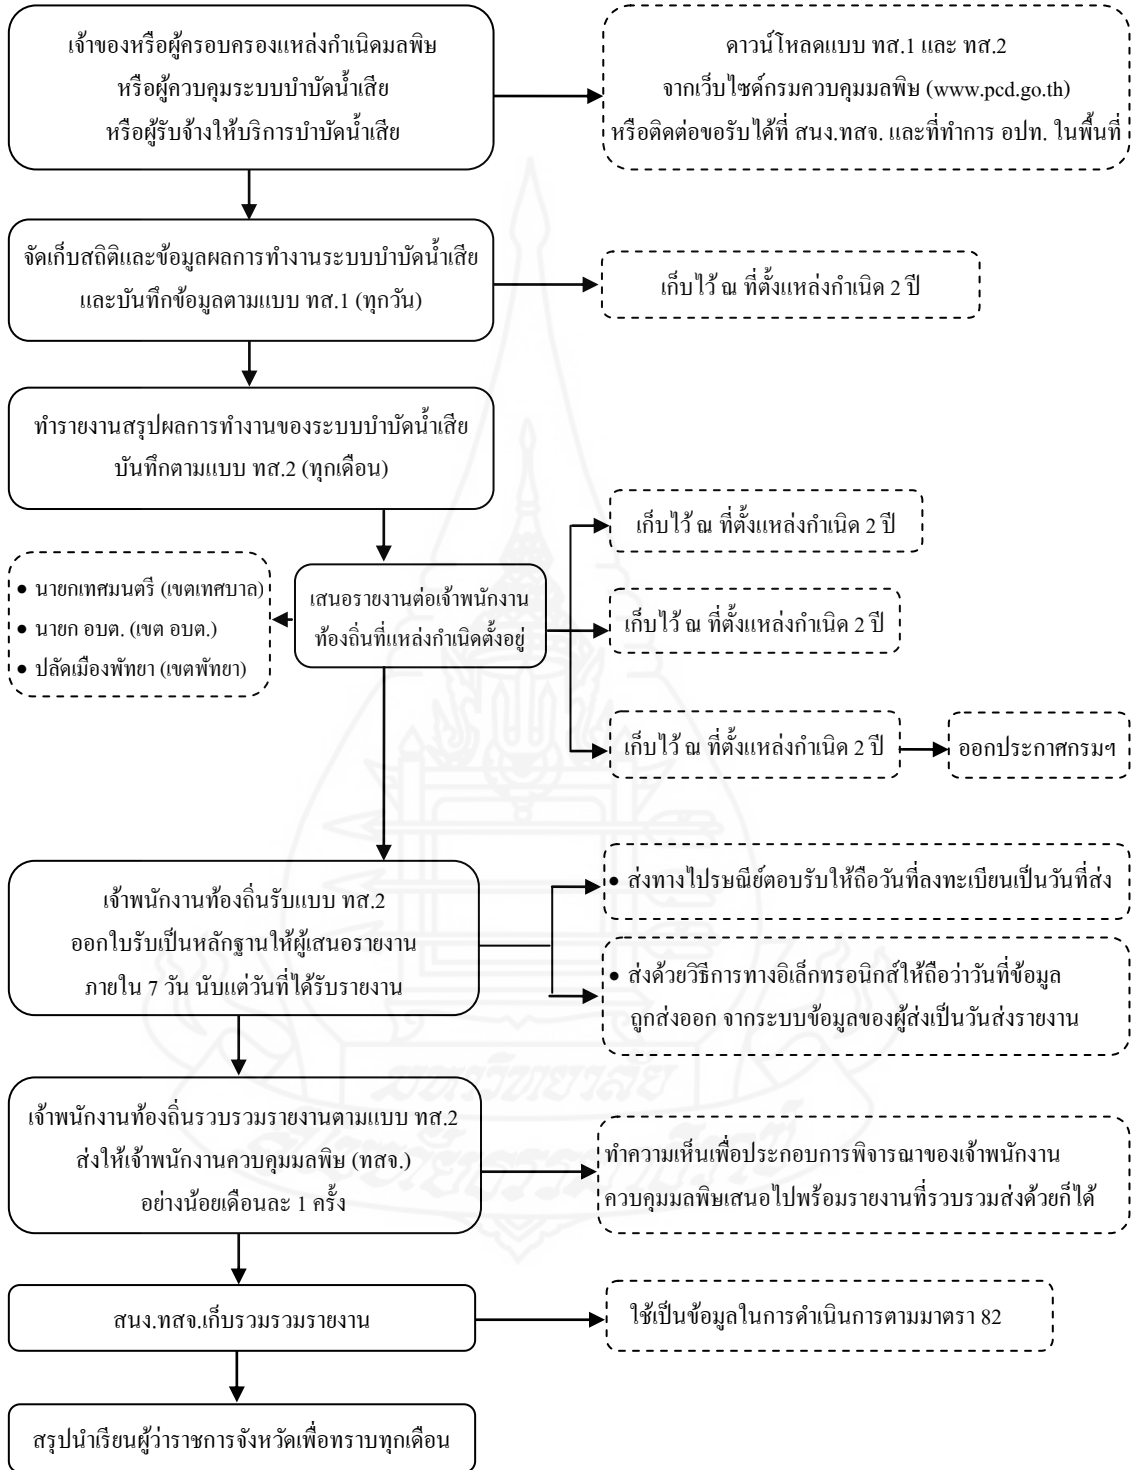 เจ้าของหรือผู้ครอบครองแหล่งกำเนิดมลพิษ
หรือผู้ควบคุมระบบบำบัดน้ำเสีย
หรือผู้รับจ้างให้บริการบำบัดน้ำเสีย
ดาวน์โหลดแบบ ทส.1 และ ทส.2
จากเว็บไซต์กรมควบคุมมลพิษ (www.pcd.go.th)
หรือติดต่อขอรับได้ที่ สนง.ทสจ. และที่ทำการ อปท. ในพื้นที่
จัดเก็บสถิติและข้อมูลผลการทำงานระบบบำบัดน้ำเสีย
และบันทึกข้อมูลตามแบบ ทส.1 (ทุกวัน)
เก็บไว้ ณ ที่ตั้งแหล่งกำเนิด 2 ปี
ทำรายงานสรุปผลการทำงานของระบบบำบัดน้ำเสีย
บันทึกตามแบบ ทส.2 (ทุกเดือน)
เก็บไว้ ณ ที่ตั้งแหล่งกำเนิด 2 ปี
• นายกเทศมนตรี (เขตเทศบาล)
• นายก อบต. (เขต อบต.)
• ปลัดเมืองพัทยา (เขตพัทยา)
เสนอรายงานต่อเจ้าพนักงาน
ท้องถิ่นที่แหล่งกำเนิดตั้งอยู่
เก็บไว้ ณ ที่ตั้งแหล่งกำเนิด 2 ปี
เก็บไว้ ณ ที่ตั้งแหล่งกำเนิด 2 ปี
ออกประกาศกรมฯ
เจ้าพนักงานท้องถิ่นรับแบบ ทส.2
ออกใบรับเป็นหลักฐานให้ผู้เสนอรายงาน
ภายใน 7 วัน นับแต่วันที่ได้รับรายงาน
• ส่งทางไปรษณีย์ตอบรับให้ถือวันที่ลงทะเบียนเป็นวันที่ส่ง
• ส่งด้วยวิธีการทางอิเล็กทรอนิกส์ให้ถือว่าวันที่ข้อมูล
ถูกส่งออก จากระบบข้อมูลของผู้ส่งเป็นวันส่งรายงาน
มหาวิทยาลัย
สุโขทัยธรรมาธิราช
เจ้าพนักงานท้องถิ่นรวบรวมรายงานตามแบบ ทส.2
ส่งให้เจ้าพนักงานควบคุมมลพิษ (ทสจ.)
อย่างน้อยเดือนละ 1 ครั้ง
ทำความเห็นเพื่อประกอบการพิจารณาของเจ้าพนักงาน
ควบคุมมลพิษเสนอไปพร้อมรายงานที่รวบรวมส่งด้วยก็ได้
สนง.ทสจ.เก็บรวมรวมรายงาน
ใช้เป็นข้อมูลในการดำเนินการตามมาตรา 82
สรุปนำเรียนผู้ว่าราชการจังหวัดเพื่อทราบทุกเดือน